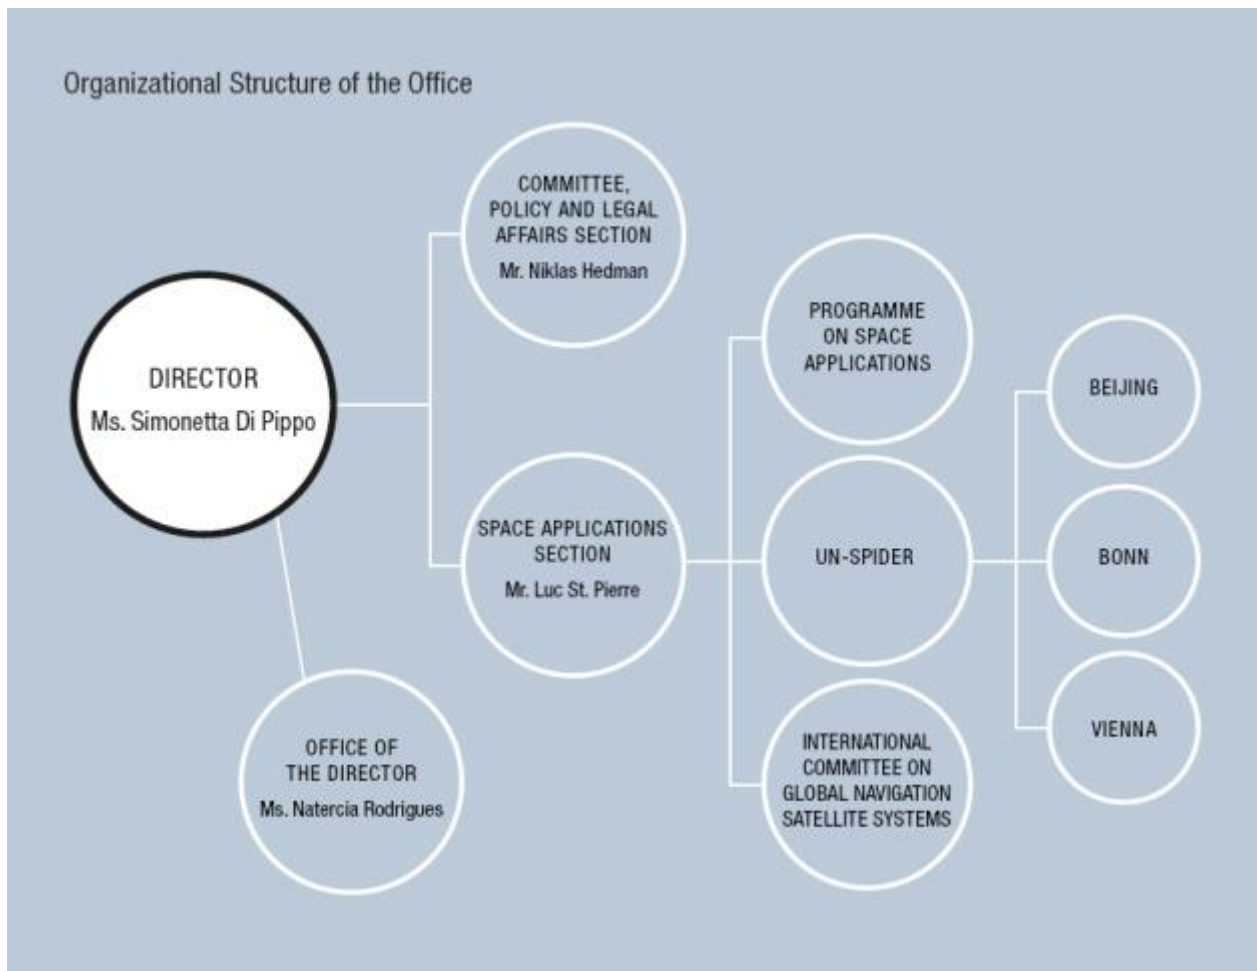 Organizational Structure of the Office
COMMITTEE,
POLICY AND LEGAL
AFFAIRS SECTION
Mr. Niklas Hedman
DIRECTOR
Ms. Simonetta Di Pippo
SPACE APPLICATIONS
SECTION
Mr. Luc St. Pierre
OFFICE OF
THE DIRECTOR
Ms. Natercia Rodrigues
PROGRAMME
ON SPACE
APPLICATIONS
UN-SPIDER
INTERNATIONAL
COMMITTEE ON
GLOBAL NAVIGATION
SATELLITE SYSTEMS
BEIJING
BONN
VIENNA